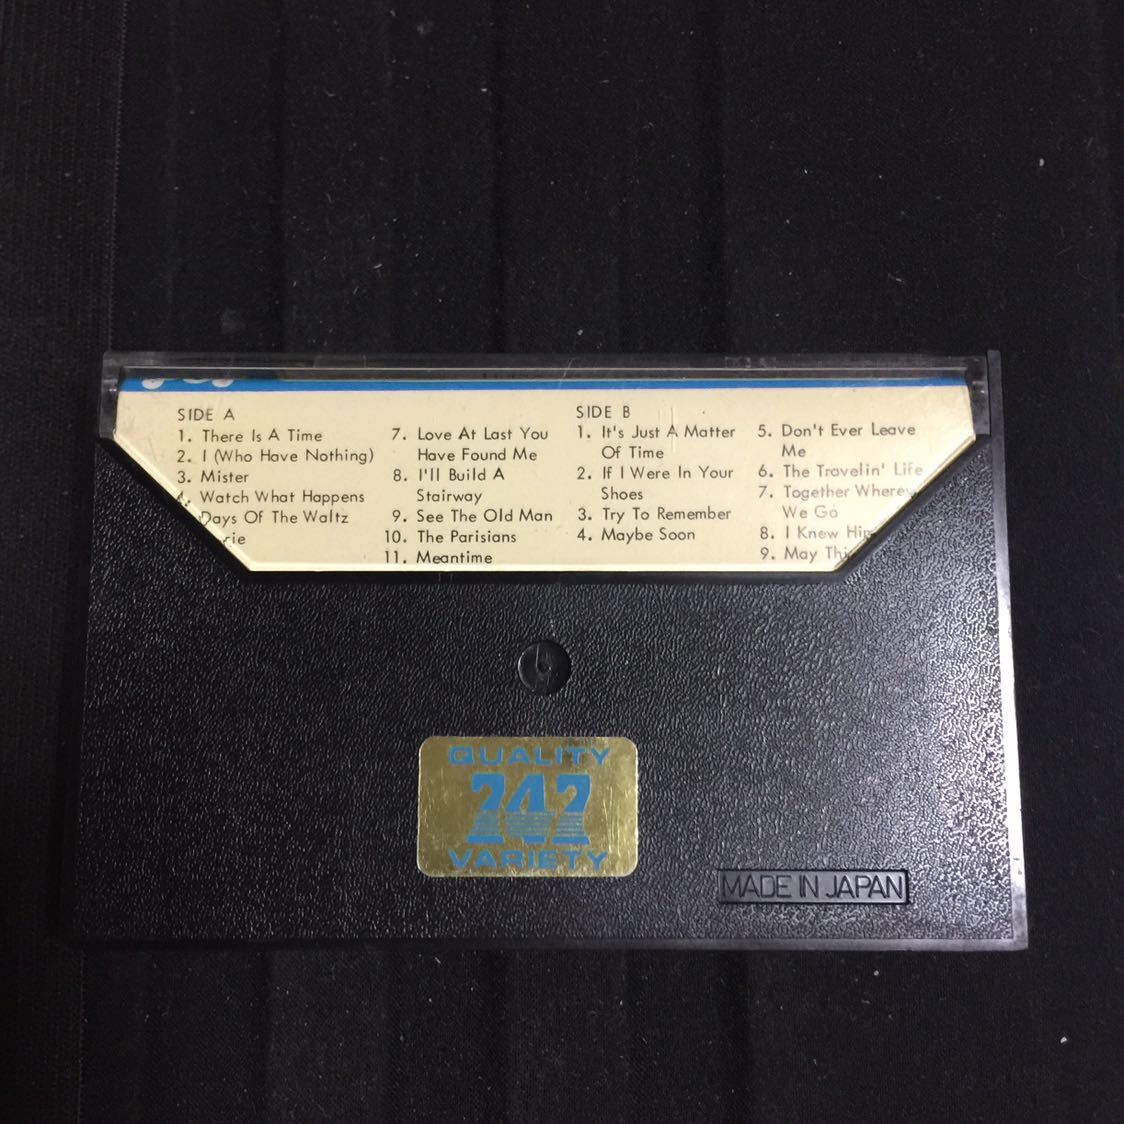 SIDE A
1. There Is A Time
2. I (Who Have Nothing)
3. Mister
4. Watch What Happens
Days Of The Waltz
7. Love At Last You
Have Found Me
8. I'll Build A
Stairway
9. See The Old Man
10. The Parisians
11. Meantime
SIDE B
1. It's Just A Matter
Of Time
2. If I Were In Your
Shoes
3. Try To Remember
4. Maybe Soon
5. Don't Ever Leave
Me
6. The Travelin' Life
7. Together
We Go
8. I Knew
9. May
QUALITY
242
VARIETY
MADE IN JAPAN